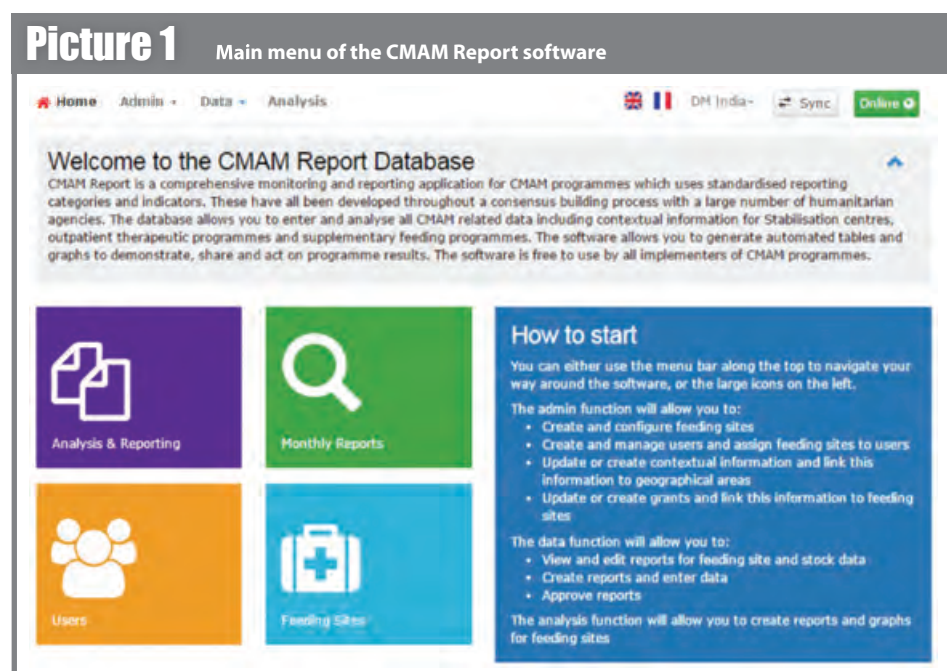 Picture 1 Main menu of the CMAM Report software
Home Admin Data Analysis DM India Sync Online
Welcome to the CMAM Report Database
CMAM Report is a comprehensive monitoring and reporting application for CMAM programmes which uses standardised reporting
categories and indicators. These have all been developed throughout a consensus building process with a large number of humanitarian
agencies. The database allows you to enter and analyse all CMAM related data including contextual information for Stabilisation centres,
outpatient therapeutic programmes and supplementary feeding programmes. The software allows you to generate automated tables and
graphs to demonstrate, share and act on programme results. The software is free to use by all implementers of CMAM programmes.
Analysis & Reporting
Monthly Reports
Users
Feeding Sites
How to start
You can either use the menu bar along the top to navigate your
way around the software, or the large icons on the left.
The admin function will allow you to:
• Create and configure feeding sites
• Create and manage users and assign feeding sites to users
• Update or create contextual information and link this
information to geographical areas
• Update or create grants and link this information to feeding
sites
The data function will allow you to:
• View and edit reports for feeding site and stock data
• Create reports and enter data
• Approve reports
The analysis function will allow you to create reports and graphs
for feeding sites